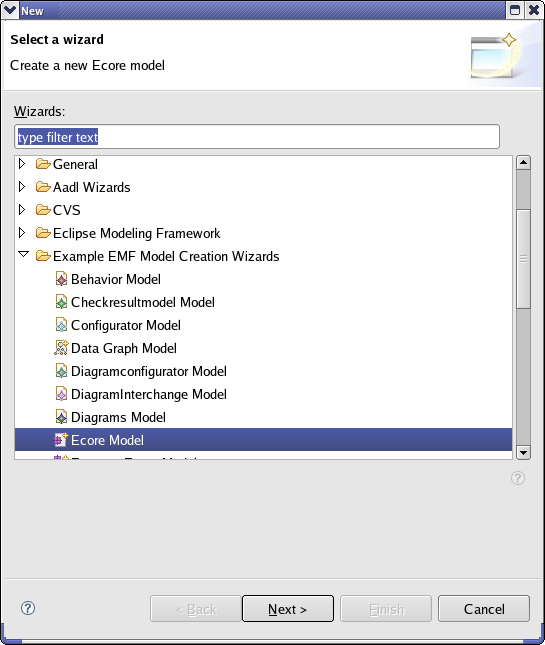 New
Select a wizard
Create a new Ecore model
Wizards:
type filter text
General
Aadl Wizards
CVS
Eclipse Modeling Framework
Example EMF Model Creation Wizards
Behavior Model
Checkresultmodel Model
Configurator Model
Data Graph Model
Diagramconfigurator Model
DiagramInterchange Model
Diagrams Model
Ecore Model
?
?
< Back
Next >
Finish
Cancel